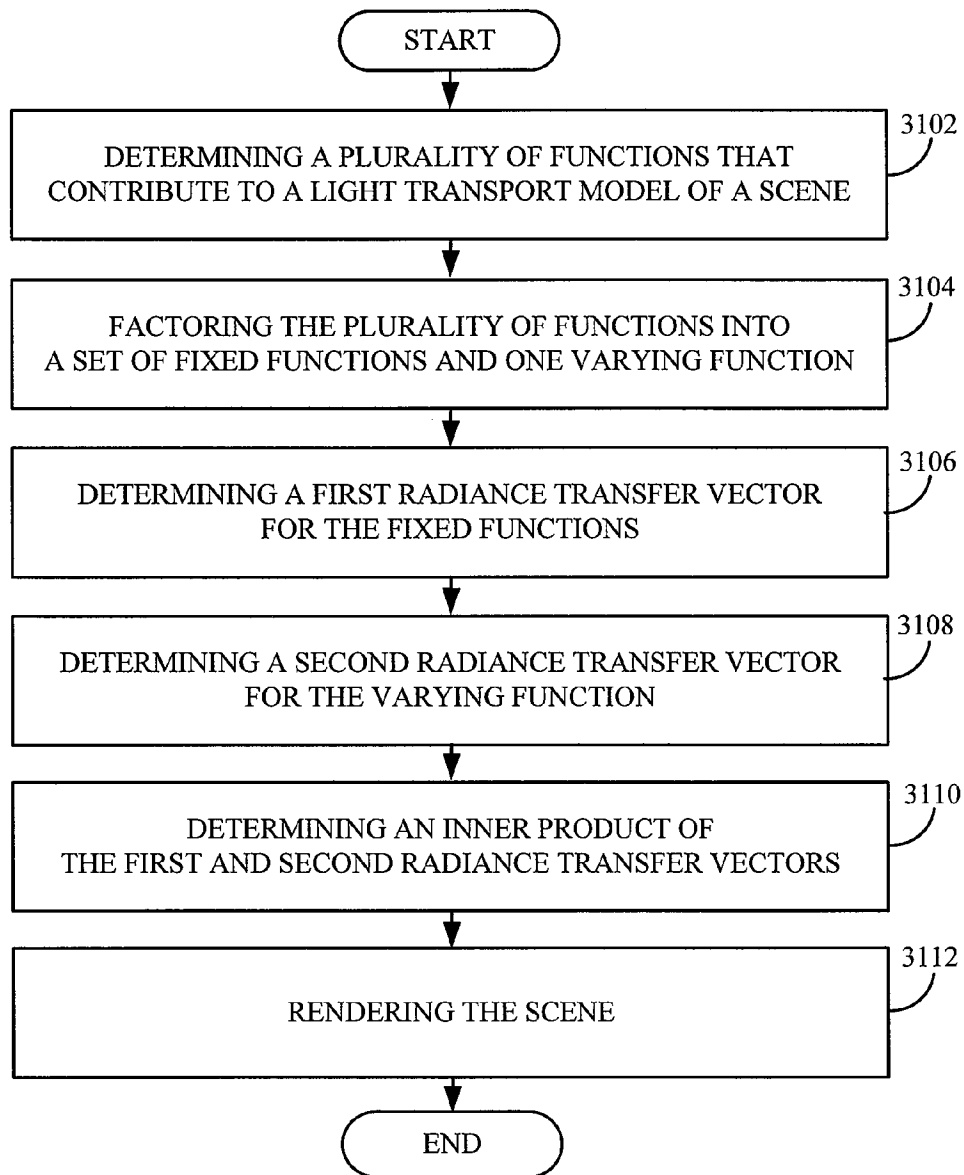 START
3102
DETERMINING A PLURALITY OF FUNCTIONS THAT
CONTRIBUTE TO A LIGHT TRANSPORT MODEL OF A SCENE
3104
FACTORING THE PLURALITY OF FUNCTIONS INTO
A SET OF FIXED FUNCTIONS AND ONE VARYING FUNCTION
3106
DETERMINING A FIRST RADIANCE TRANSFER VECTOR
FOR THE FIXED FUNCTIONS
3108
DETERMINING A SECOND RADIANCE TRANSFER VECTOR
FOR THE VARYING FUNCTION
3110
DETERMINING AN INNER PRODUCT OF
THE FIRST AND SECOND RADIANCE TRANSFER VECTORS
3112
RENDERING THE SCENE
END